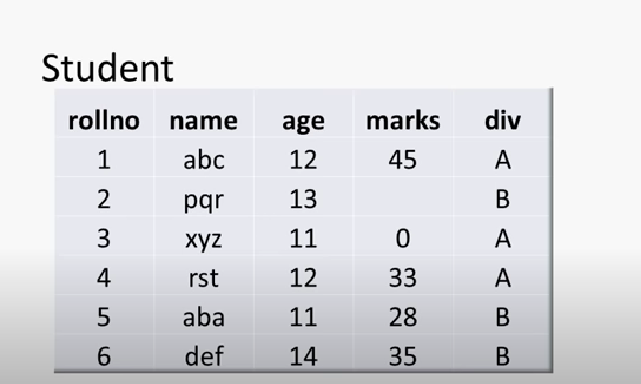 Student
rollno name age marks div
1 abc 12 45 A
2 pqr 13 B
3 xyz 11 0 A
4 rst 12 33 A
5 aba 11 28 B
6 def 14 35 B